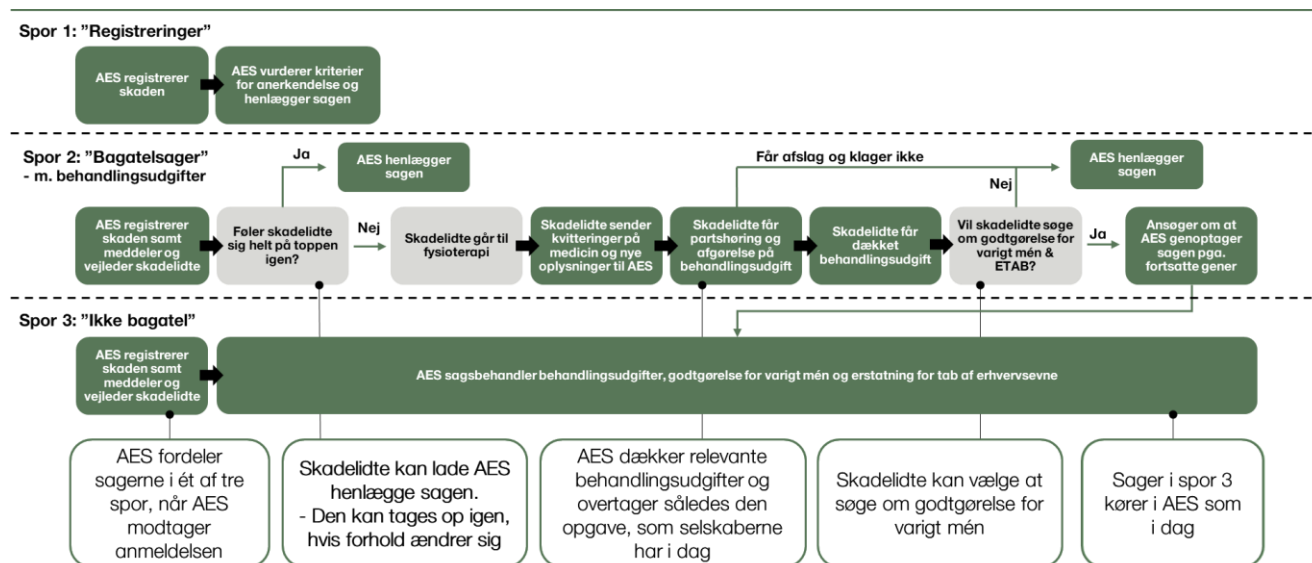 Spor 1: ”Registreringer”
AES registrerer
skaden
AES vurderer kriterier
for anerkendelse og
henlægger sagen
Spor 2: ”Bagatelsager”
- m. behandlingsudgifter
Ja
AES henlægger
sagen
Får afslag og klager ikke
AES henlægger
sagen
Nej
AES registrerer
skaden samt
meddeler og
vejleder skadelidte
Føler skadelidte
sig helt på toppen
igen?
Nej
Skadelidte går til
fysioterapi
Skadelidte sender
kvitteringer på
medicin og nye
oplysninger til AES
Skadelidte får
partshøring og
afgørelse på
behandlingsudgift
Skadelidte får
dækket
behandlingsudgift
Vil skadelidte søge
om godtgørelse for
varigt mén &
ETAB?
Ja
Ansøger om at
AES genoptager
sagen pga.
fortsatte gener
Spor 3: ”Ikke bagatel”
AES registrerer
skaden samt
meddeler og
vejleder skadelidte
AES sagsbehandler behandlingsudgifter, godtgørelse for varigt mén og erstatning for tab af erhvervsevne
AES fordeler
sagerne i ét af tre
spor, når AES
modtager
anmeldelsen
Skadelidte kan lade AES
henlægge sagen.
- Den kan tages op igen,
hvis forhold ændrer sig
AES dækker relevante
behandlingsudgifter og
overtager således den
opgave, som selskaberne
har i dag
Skadelidte kan vælge at
søge om godtgørelse for
varigt mén
Sager i spor 3
kører i AES som
i dag